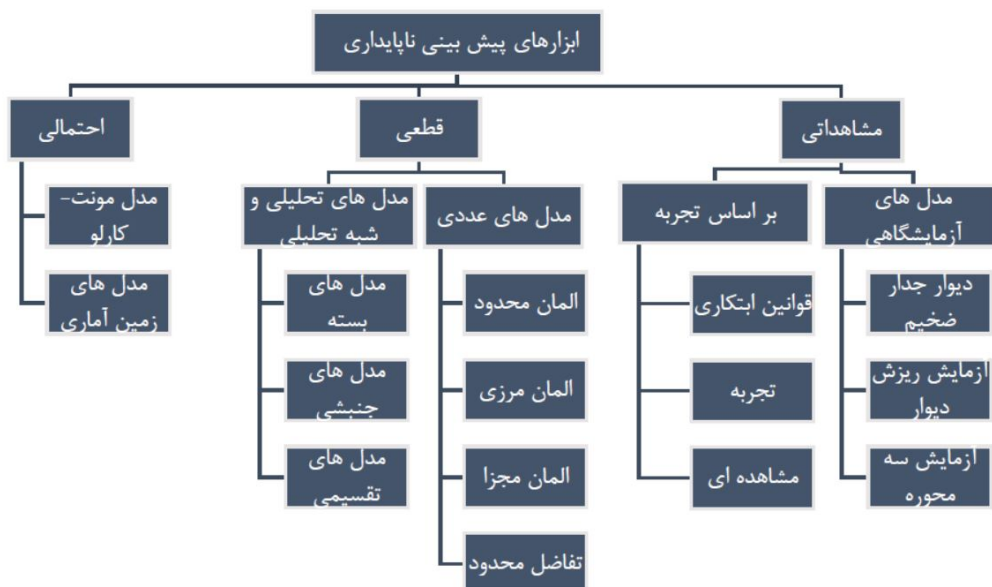 ابزارهای پیش بینی ناپایداری
مشاهداتی
قطعی
احتمالی
مدل های
آزمایشگاهی
بر اساس تجربه
مدل های عددی
مدل های تحلیلی و
شبه تحلیلی
مدل مونت-
کارلو
دیوار جدار
ضخیم
قوانین ابتکاری
المان محدود
مدل های
بسته
مدل های
زمین آماری
آزمایش ریزش
دیوار
تجربه
المان مرزی
مدل های
جنبشی
آزمایش سه
محوره
مشاهده ای
المان مجزا
مدل های
تقسیمی
تفاضل محدود